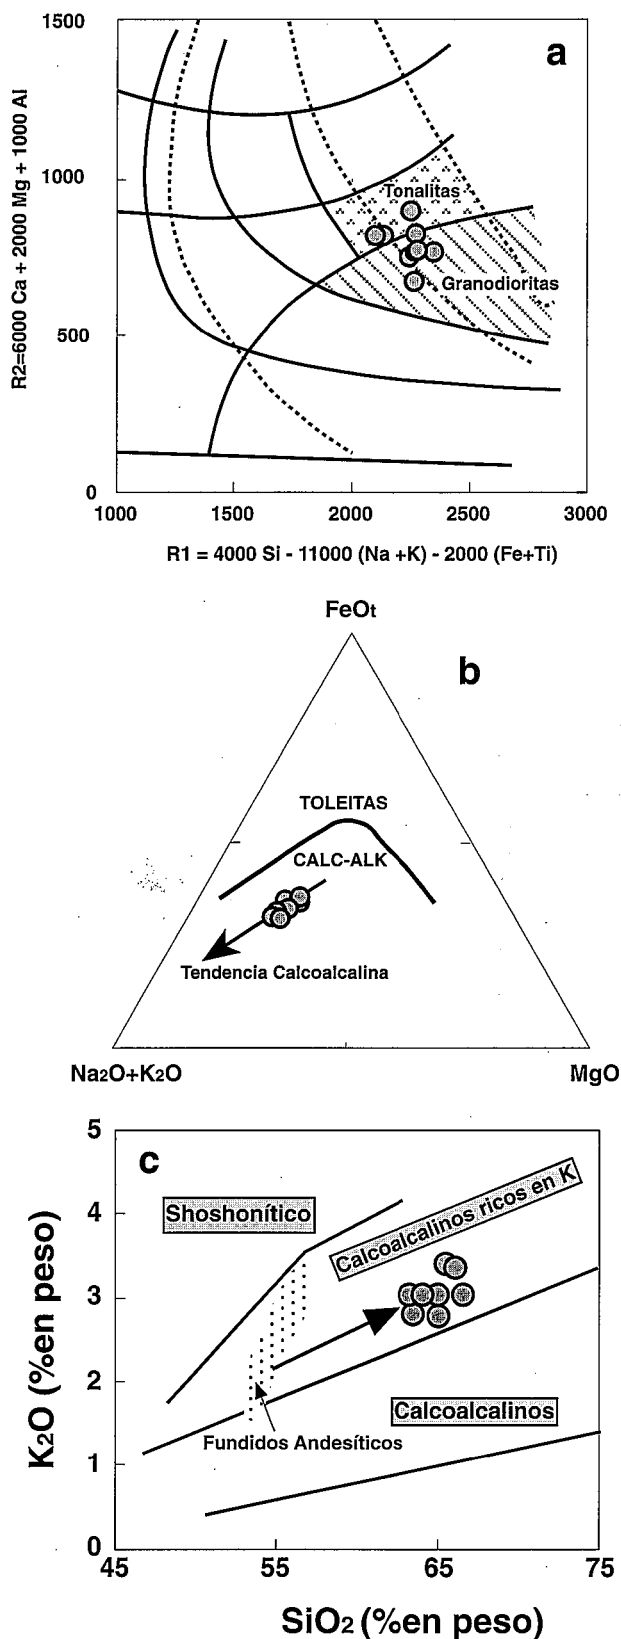 1500
a
R2=6000 Ca + 2000 Mg + 1000 Al
1000
Tonalitas
Granodioritas
500
0
1000 1500 2000 2500 3000
R1 = 4000 Si - 11000 (Na +K) - 2000 (Fe+Ti)
FeOt
b
TOLEITAS
CALC-ALK
Tendencia Calcoalcalina
Na2O+K2O MgO
5
c
4
Shoshonítico
Calcoalcalinos ricos en K
K2O (%en peso)
3
2
Calcoalcalinos
Fundidos Andesíticos
1
0
45 55 65 75
SiO2 (%en peso)